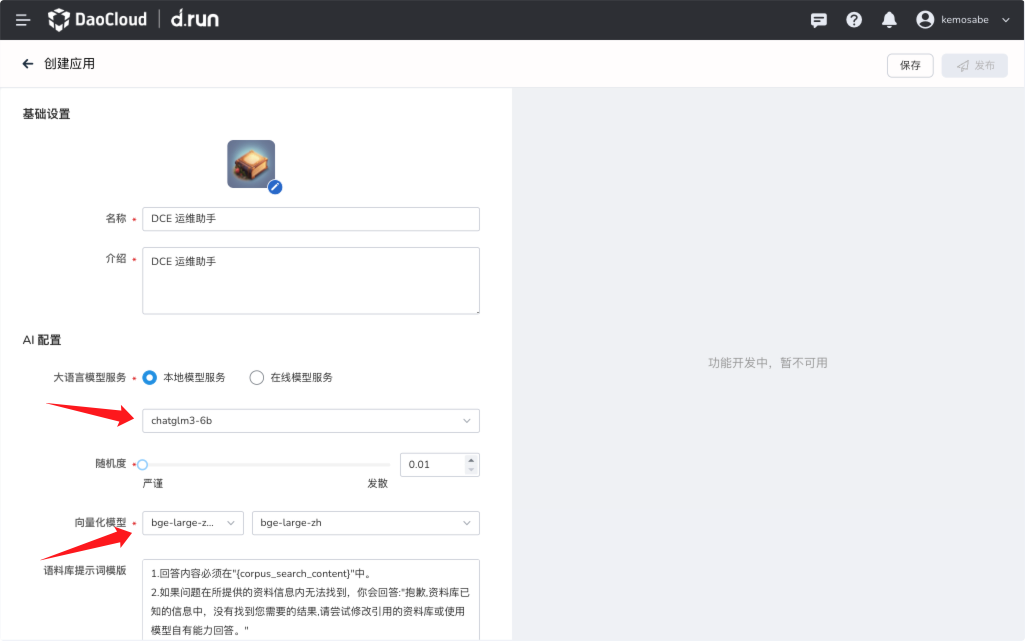 DaoCloud d.run kemosabe
创建应用 保存 发布
基础设置
名称 * DCE 运维助手
介绍 * DCE 运维助手
AI 配置
大语言模型服务 * 本地模型服务 在线模型服务
chatglm3-6b
随机度 * 0.01
严谨 发散
向量化模型 * bge-large-z... bge-large-zh
语料库提示词模版
1.回答内容必须在"{corpus_search_content}"中。
2.如果问题在所提供的资料信息内无法找到，你会回答:"抱歉,资料库已
知的信息中，没有找到您需要的结果,请尝试修改引用的资料库或使用
模型自有能力回答。"
功能开发中，暂不可用